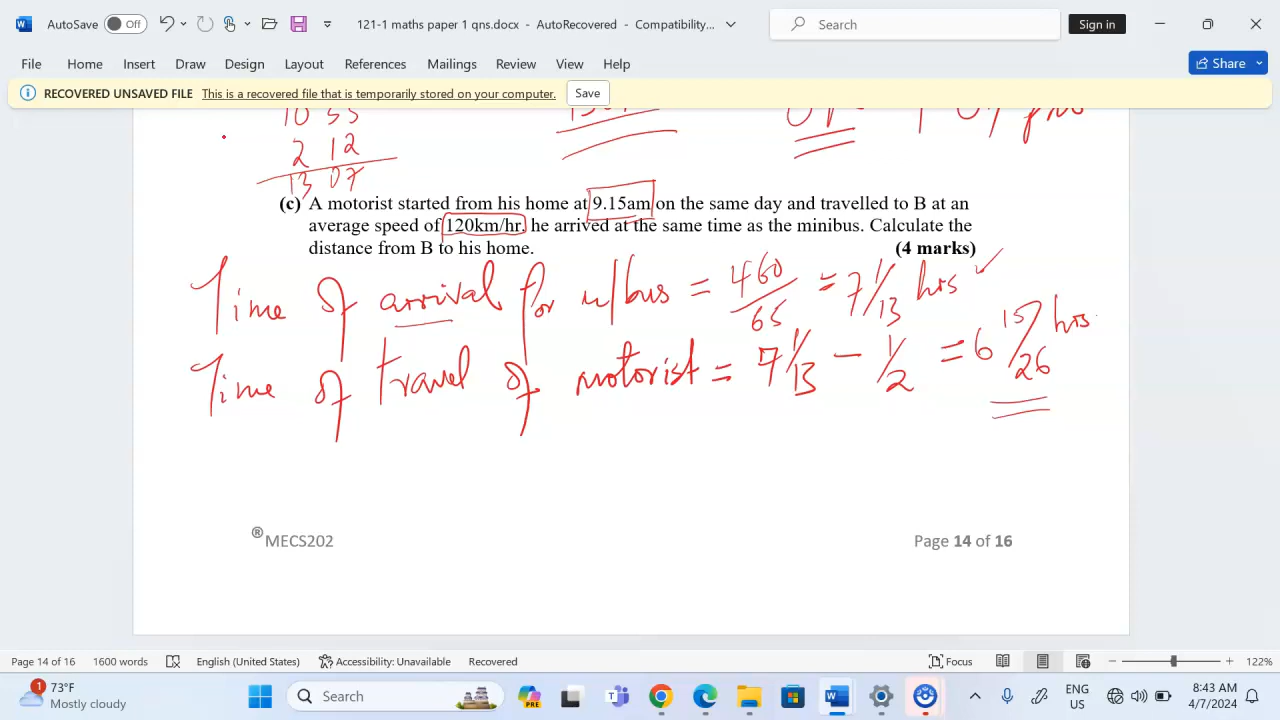 AutoSave Off 121-1 maths paper 1 qns.docx - AutoRecovered - Compatibility... Search Sign in
File Home Insert Draw Design Layout References Mailings Review View Help Share
RECOVERED UNSAVED FILE This is a recovered file that is temporarily stored on your computer. Save
10 55
2 12
13 07
(c) A motorist started from his home at 9.15am on the same day and travelled to B at an
average speed of 120km/hr. he arrived at the same time as the minibus. Calculate the
distance from B to his home. (4 marks)
Time of arrival for m/bus = 460/65 = 7 1/13 hrs ✓
Time of travel of motorist = 7 1/13 - 1/2 = 6 15/26 hrs
®MECS202 Page 14 of 16
Page 14 of 16 1600 words English (United States) Accessibility: Unavailable Recovered Focus 122%
1 73°F Mostly cloudy Search PRE ENG US 8:43 AM 4/7/2024